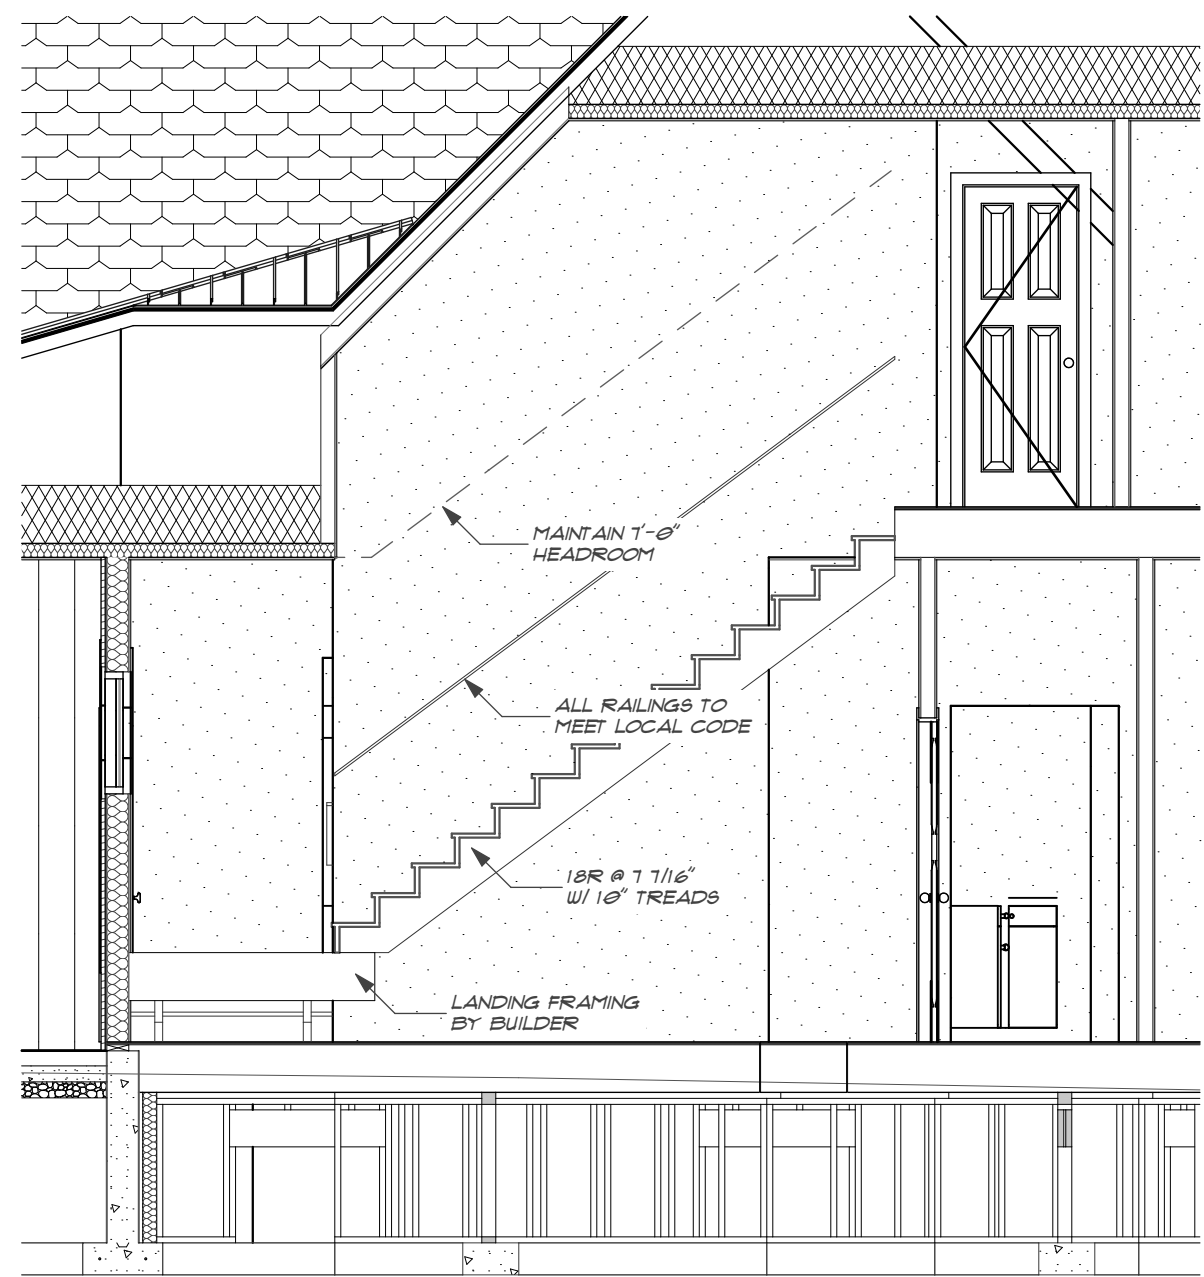 MAINTAIN 7'-0"
HEADROOM
ALL RAILINGS TO
MEET LOCAL CODE
18R @ 7 7/16"
W/ 10" TREADS
LANDING FRAMING
BY BUILDER